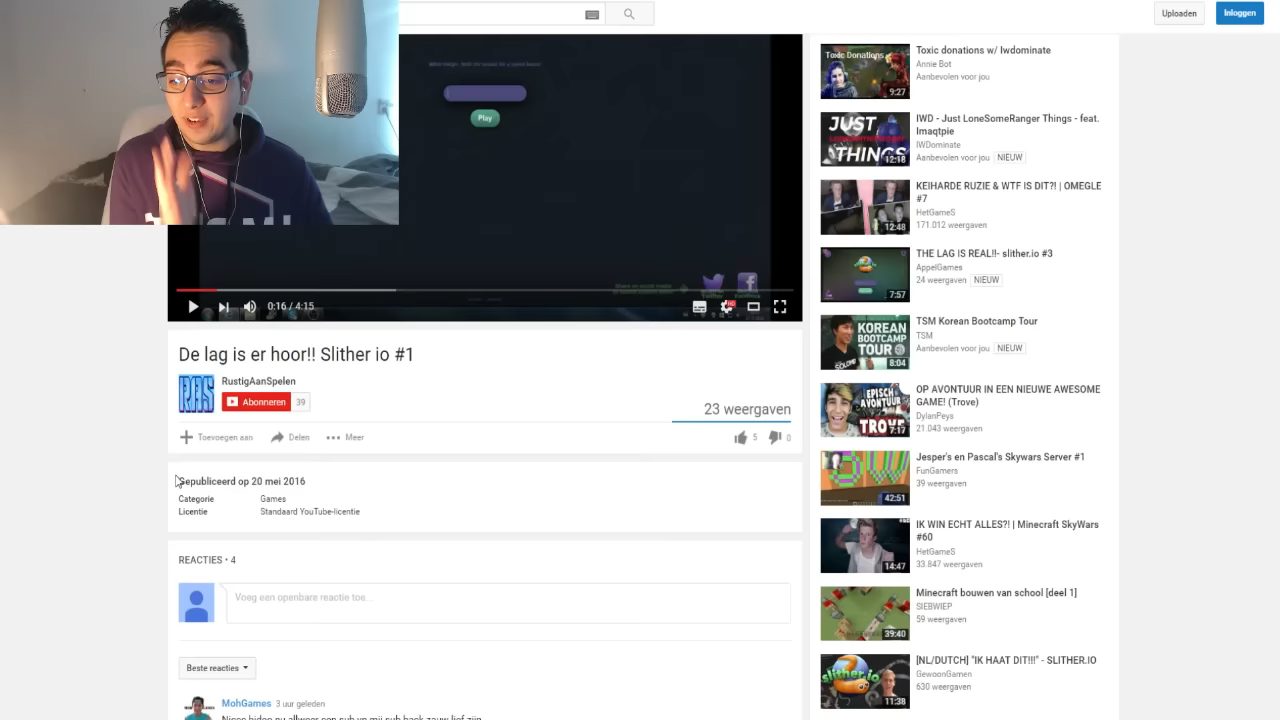 Uploaden
Inloggen
Play
0:16 / 4:15
HD
De lag is er hoor!! Slither io #1
RAS
RustigAanSpelen
Abonneren 39
23 weergaven
Toevoegen aan Delen Meer
5 0
Gepubliceerd op 20 mei 2016
Categorie Games
Licentie Standaard YouTube-licentie
REACTIES • 4
Voeg een openbare reactie toe...
Beste reacties
MohGames 3 uur geleden
Toxic Donations
9:27
Toxic donations w/ Iwdominate
Annie Bot
Aanbevolen voor jou
JUST
THINGS
12:18
IWD - Just LoneSomeRanger Things - feat.
Imaqtpie
IWDominate
Aanbevolen voor jou NIEUW
12:48
KEIHARDE RUZIE & WTF IS DIT?! | OMEGLE
#7
HetGameS
171.012 weergaven
7:57
THE LAG IS REAL!!- slither.io #3
AppelGames
24 weergaven NIEUW
KOREAN
BOOTCAMP
TOUR
8:04
TSM Korean Bootcamp Tour
TSM
Aanbevolen voor jou NIEUW
EPISCH
AVONTUUR
TROVE
7:17
OP AVONTUUR IN EEN NIEUWE AWESOME
GAME! (Trove)
DylanPeys
21.043 weergaven
42:51
Jesper's en Pascal's Skywars Server #1
FunGamers
39 weergaven
14:47
IK WIN ECHT ALLES?! | Minecraft SkyWars
#60
HetGameS
33.847 weergaven
39:40
Minecraft bouwen van school [deel 1]
SIEBWIEP
59 weergaven
slither.io
11:38
[NL/DUTCH] "IK HAAT DIT!!!" - SLITHER.IO
GewoonGamen
630 weergaven